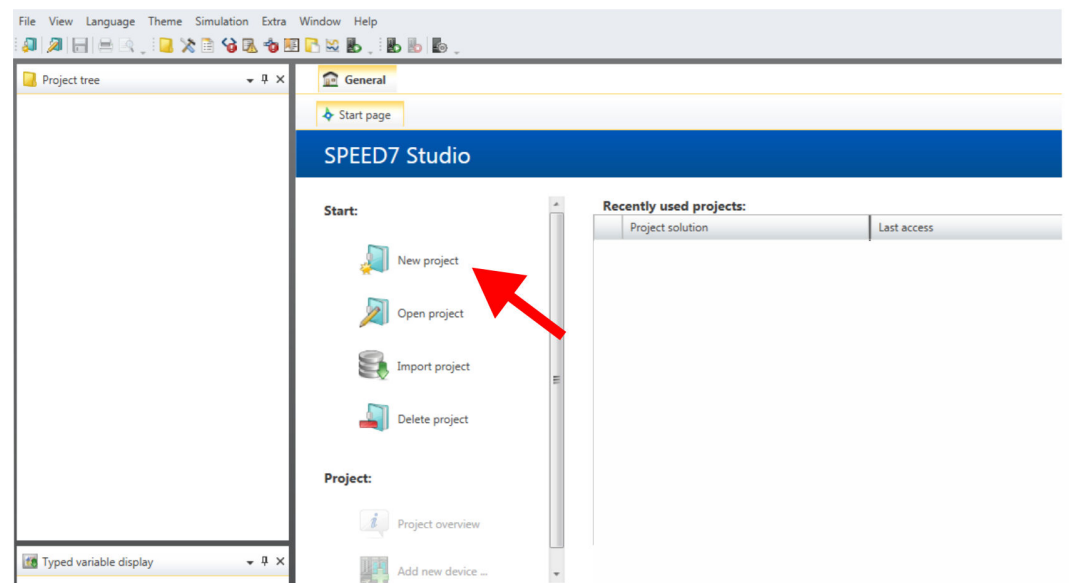 File View Language Theme Simulation Extra Window Help
Project tree
General
Start page
SPEED7 Studio
Start:
Recently used projects:
Project solution Last access
New project
Open project
Import project
Delete project
Project:
Project overview
Add new device ...
Typed variable display